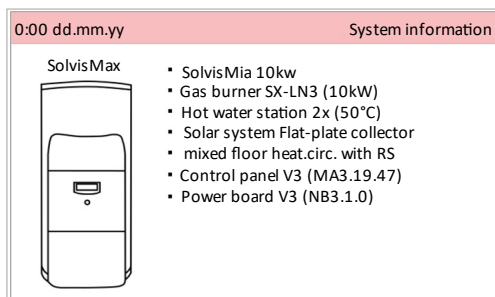 0:00 dd.mm.yy System information
SolvisMax
▪ SolvisMia 10kw
▪ Gas burner SX-LN3 (10kW)
▪ Hot water station 2x (50°C)
▪ Solar system Flat-plate collector
▪ mixed floor heat.circ. with RS
▪ Control panel V3 (MA3.19.47)
▪ Power board V3 (NB3.1.0)